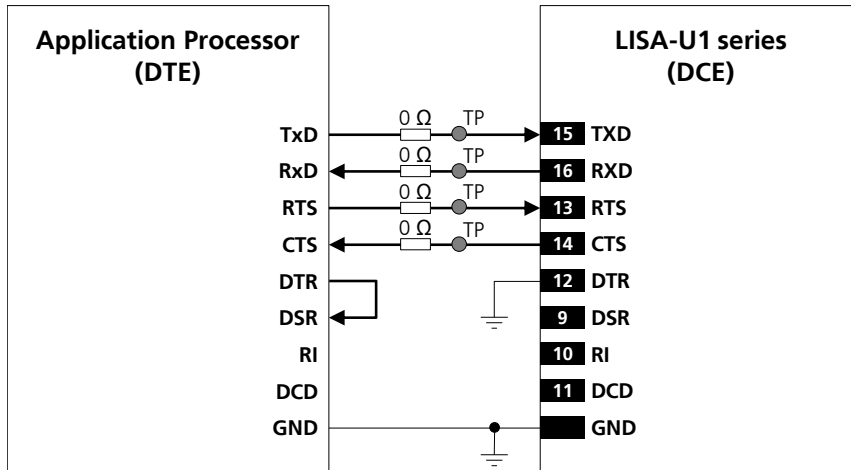 Application Processor
(DTE)
LISA-U1 series
(DCE)
TxD 0 Ω TP 15 TXD
RxD 0 Ω TP 16 RXD
RTS 0 Ω TP 13 RTS
CTS 0 Ω TP 14 CTS
DTR 12 DTR
DSR 9 DSR
RI 10 RI
DCD 11 DCD
GND GND